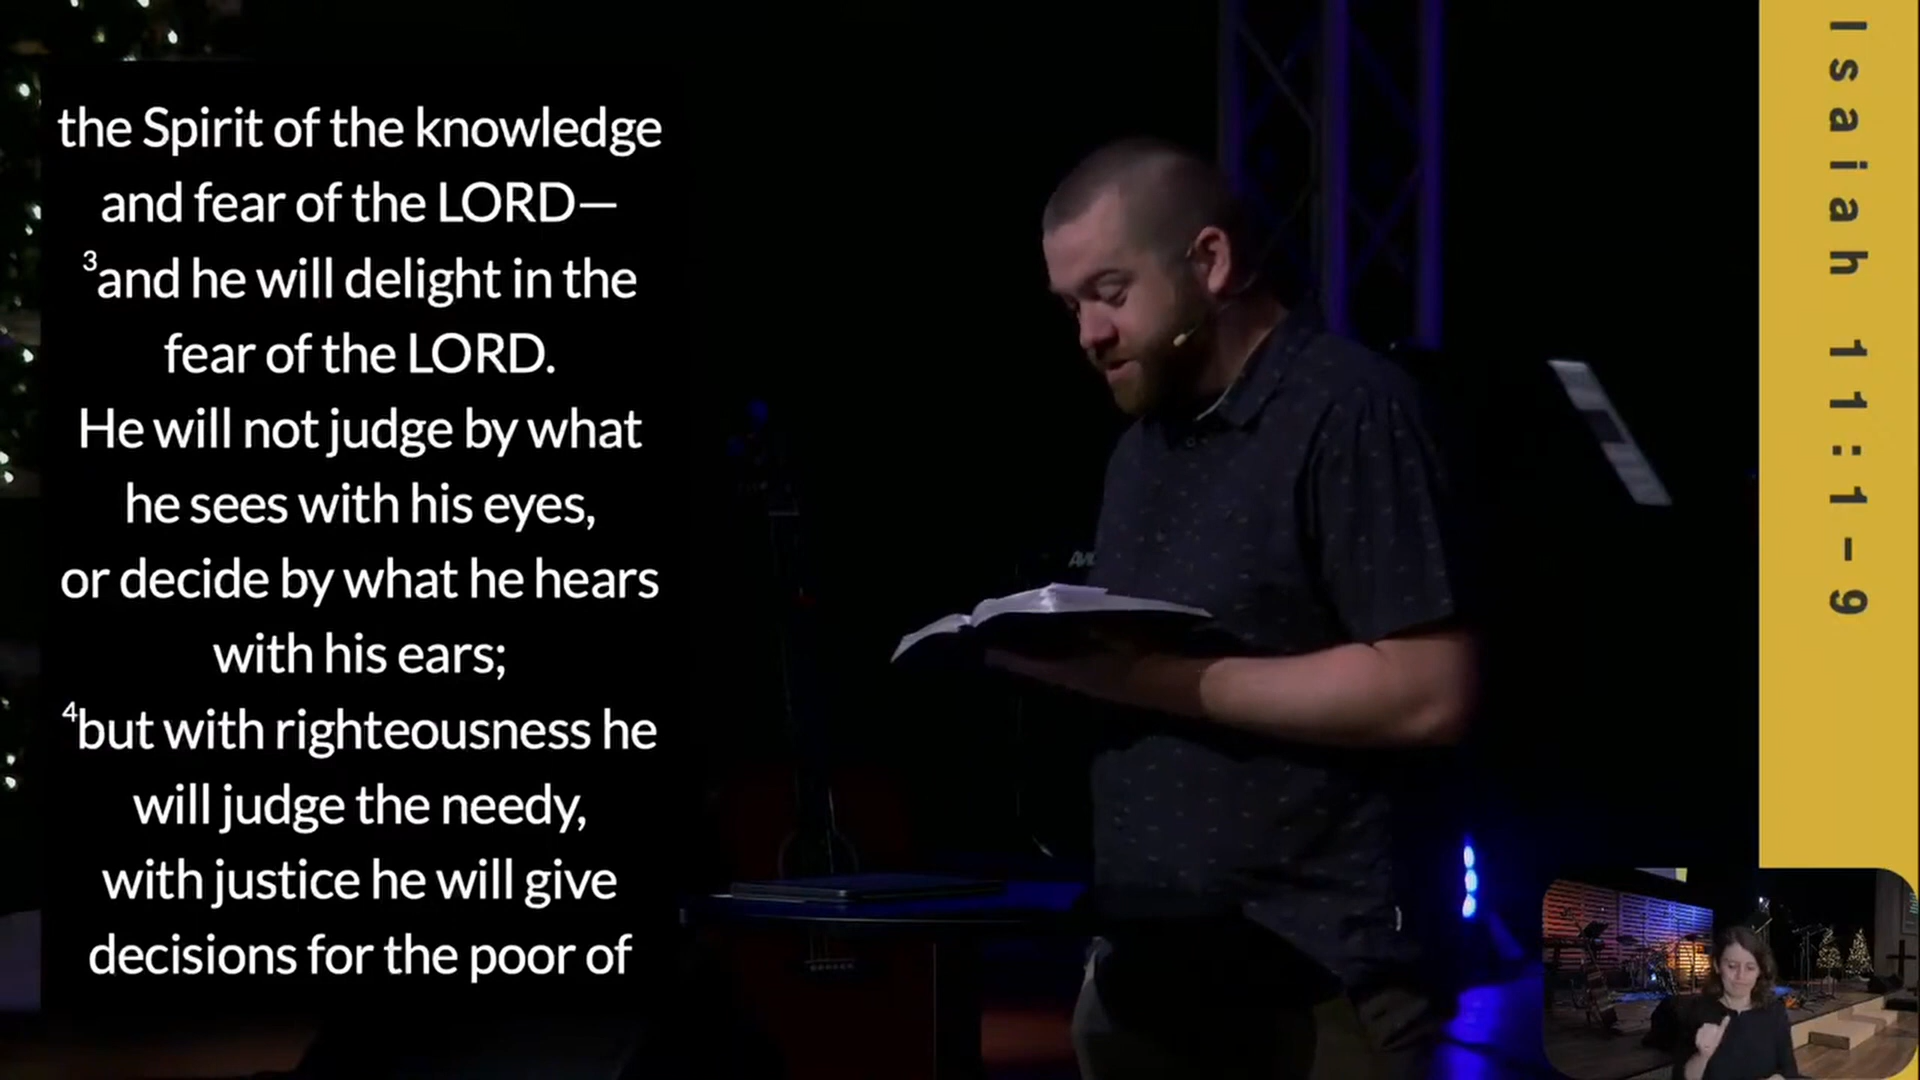 the Spirit of the knowledge
and fear of the LORD—
³and he will delight in the
fear of the LORD.
He will not judge by what
he sees with his eyes,
or decide by what he hears
with his ears;
⁴but with righteousness he
will judge the needy,
with justice he will give
decisions for the poor of
Isaiah 11:1-9